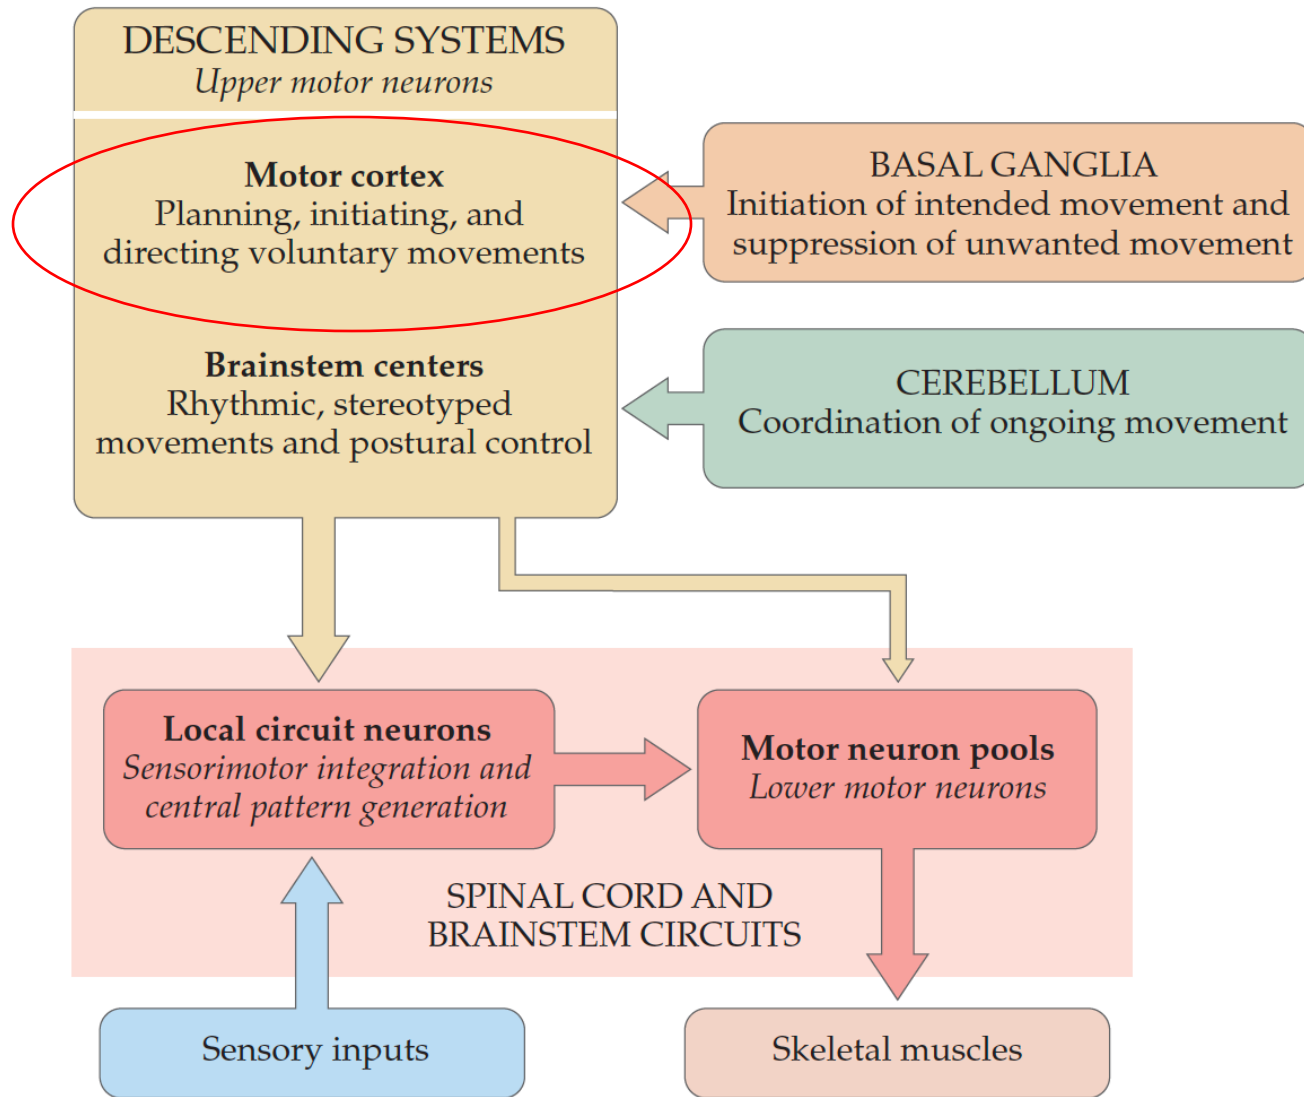 DESCENDING SYSTEMS
Upper motor neurons
Motor cortex
Planning, initiating, and
directing voluntary movements
Brainstem centers
Rhythmic, stereotyped
movements and postural control
BASAL GANGLIA
Initiation of intended movement and
suppression of unwanted movement
CEREBELLUM
Coordination of ongoing movement
Local circuit neurons
Sensorimotor integration and
central pattern generation
Motor neuron pools
Lower motor neurons
SPINAL CORD AND
BRAINSTEM CIRCUITS
Sensory inputs
Skeletal muscles